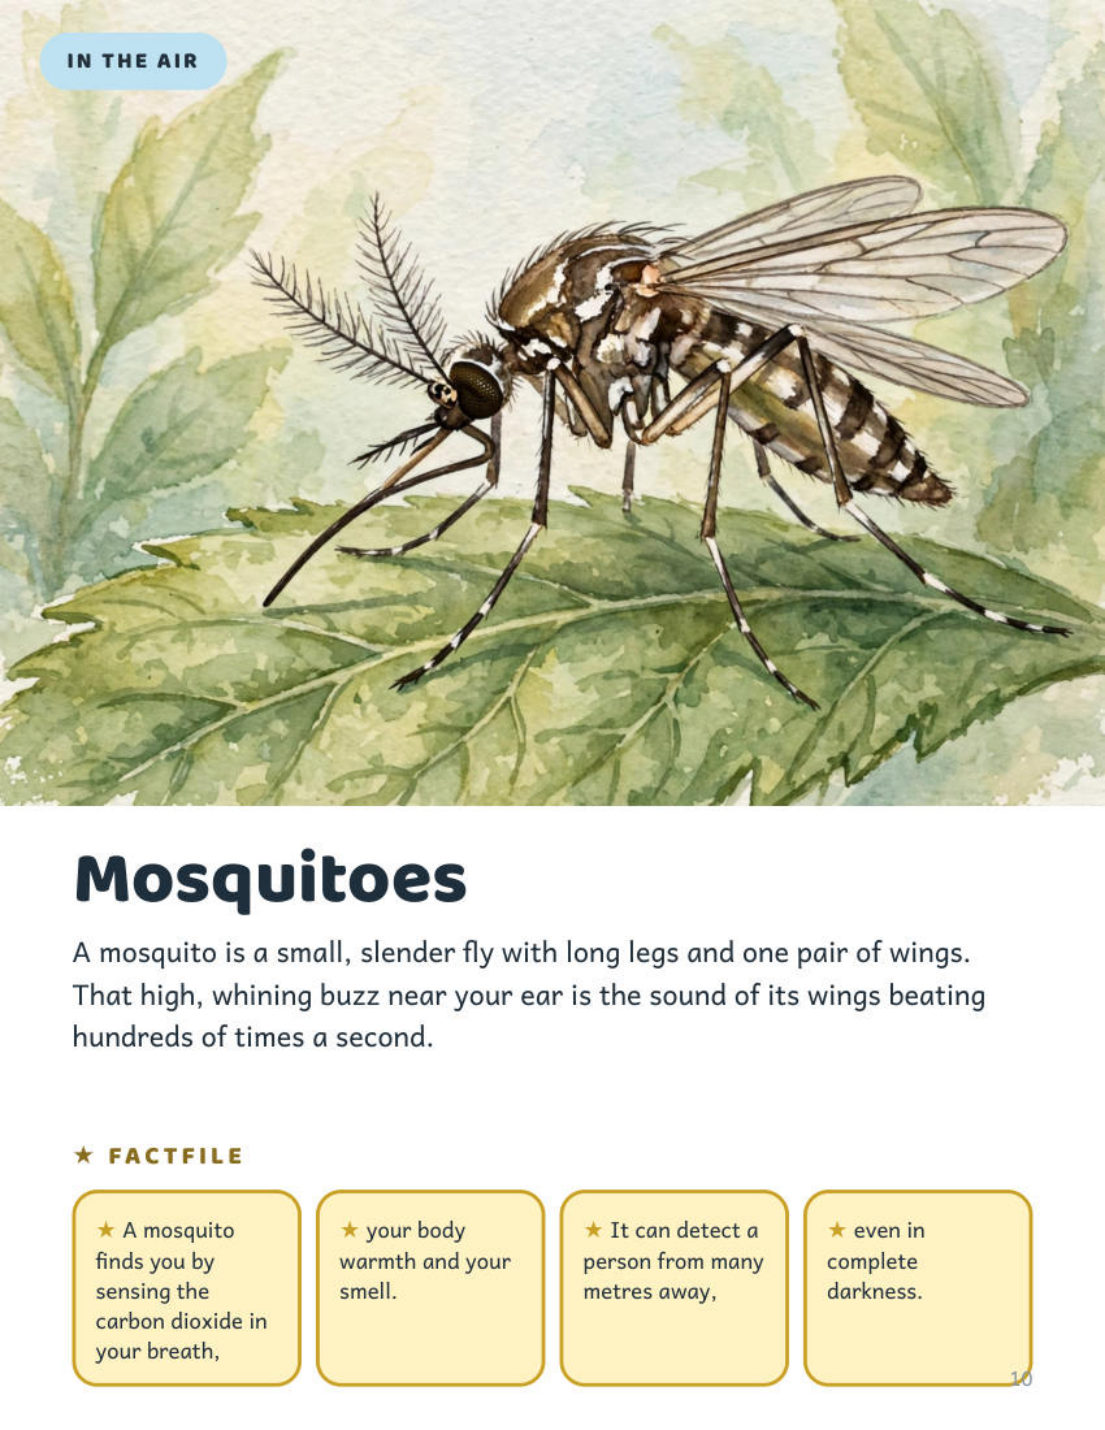 IN THE AIR
Mosquitoes
A mosquito is a small, slender fly with long legs and one pair of wings.
That high, whining buzz near your ear is the sound of its wings beating
hundreds of times a second.
★ FACTFILE
★ A mosquito
finds you by
sensing the
carbon dioxide in
your breath,
★ your body
warmth and your
smell.
★ It can detect a
person from many
metres away,
★ even in
complete
darkness.
10